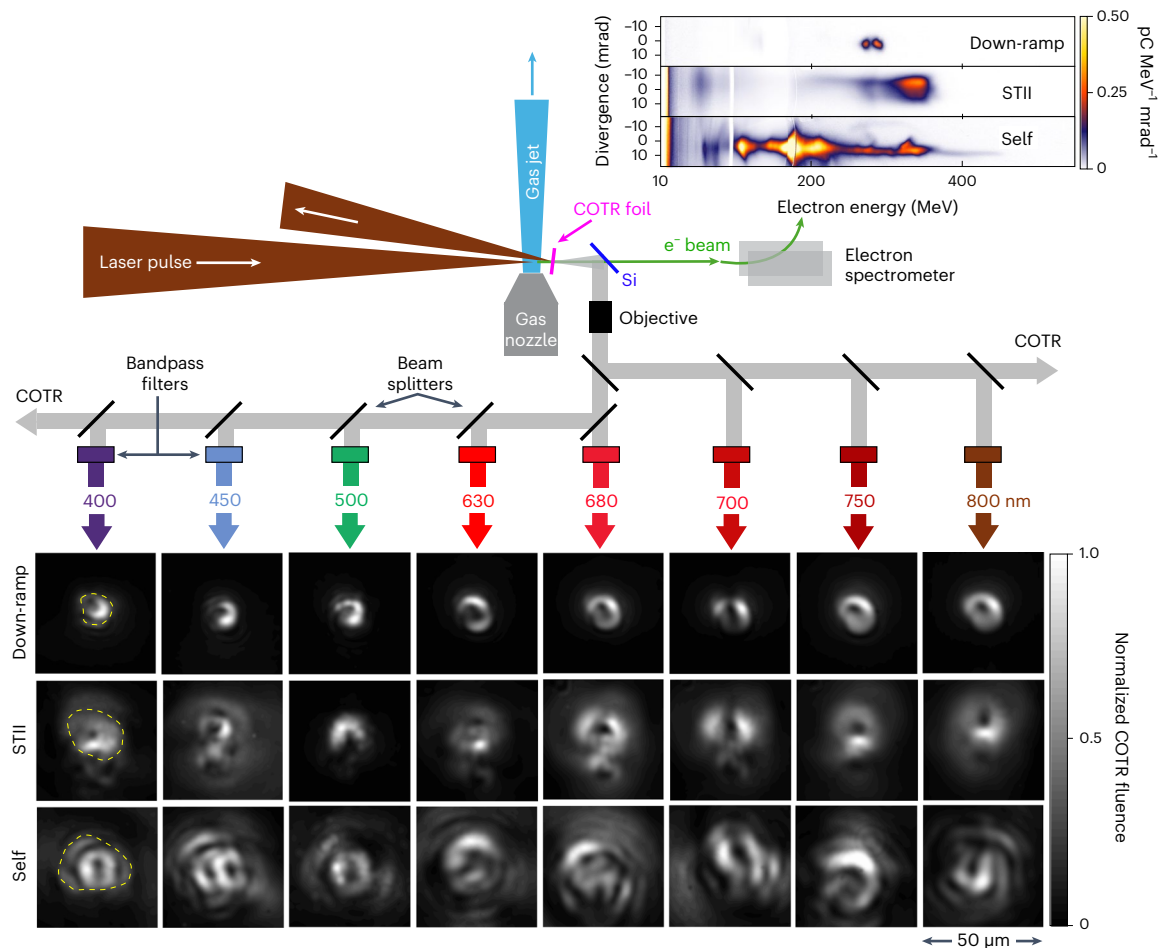 -10
0
10
Down-ramp
-10
0
10
STII
-10
0
10
Self
Divergence (mrad)
10
200
400
Electron energy (MeV)
0.50
0.25
0
pC MeV⁻¹ mrad⁻¹
Gas jet
COTR foil
Laser pulse
e⁻ beam
Electron
spectrometer
Si
Gas
nozzle
Objective
COTR
Bandpass
filters
Beam
splitters
COTR
400
450
500
630
680
700
750
800 nm
Down-ramp
STII
Self
1.0
0.5
0
Normalized COTR fluence
50 µm